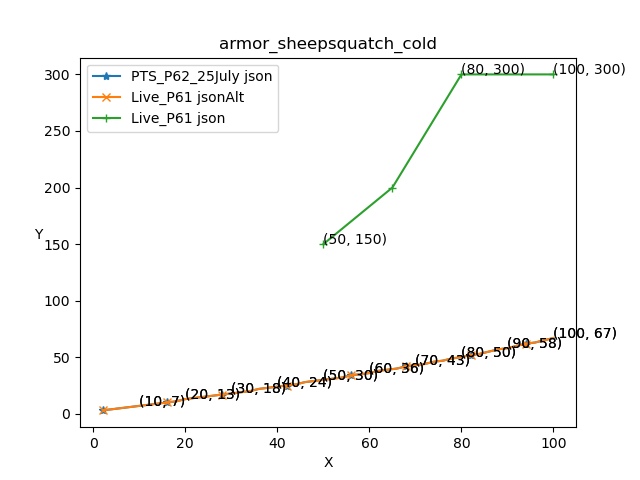 armor_sheepsquatch_cold
PTS_P62_25July json
Live_P61 jsonAlt
Live_P61 json
(80, 300)
(100, 300)
(50, 150)
(100, 67)
(90, 58)
(80, 50)
(70, 43)
(60, 36)
(50, 30)
(40, 24)
(30, 18)
(20, 13)
(10, 7)
Y
300
250
200
150
100
50
0
0 20 40 60 80 100
X